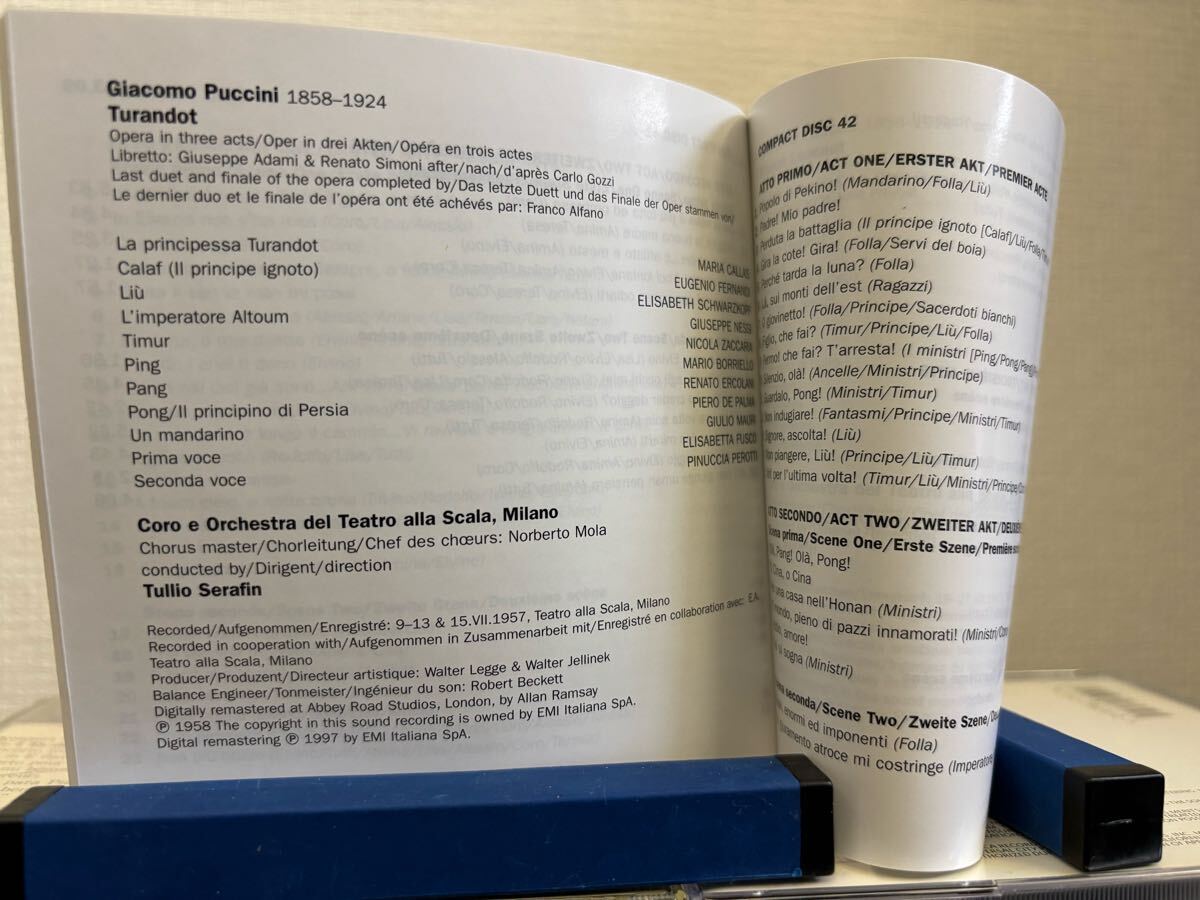 Giacomo Puccini 1858–1924
Turandot
Opera in three acts/Oper in drei Akten/Opéra en trois actes
Libretto: Giuseppe Adami & Renato Simoni after/nach/d'après Carlo Gozzi
Last duet and finale of the opera completed by/Das letzte Duett und das Finale der Oper stammen von/
Le dernier duo et le finale de l'opéra ont été achévés par: Franco Alfano
La principessa Turandot MARIA CALLAS
Calaf (Il principe ignoto) EUGENIO FERNANDI
Liù ELISABETH SCHWARZKOPF
L'imperatore Altoum GIUSEPPE NESSI
Timur NICOLA ZACCARIA
Ping MARIO BORRIELLO
Pang RENATO ERCOLANI
Pong/Il principino di Persia PIERO DE PALMA
Un mandarino GIULIO MAURI
Prima voce ELISABETTA FUSCO
Seconda voce PINUCCIA PEROTTI
Coro e Orchestra del Teatro alla Scala, Milano
Chorus master/Chorleitung/Chef des chœurs: Norberto Mola
conducted by/Dirigent/direction
Tullio Serafin
Recorded/Aufgenommen/Enregistré: 9–13 & 15.VII.1957, Teatro alla Scala, Milano
Recorded in cooperation with/Aufgenommen in Zusammenarbeit mit/Enregistré en collaboration avec: E.A.
Teatro alla Scala, Milano
Producer/Produzent/Directeur artistique: Walter Legge & Walter Jellinek
Balance Engineer/Tonmeister/Ingénieur du son: Robert Beckett
Digitally remastered at Abbey Road Studios, London, by Allan Ramsay
℗ 1958 The copyright in this sound recording is owned by EMI Italiana SpA.
Digital remastering ℗ 1997 by EMI Italiana SpA.
COMPACT DISC 42
ATTO PRIMO/ACT ONE/ERSTER AKT/PREMIER ACTE
Popolo di Pekino! (Mandarino/Folla/Liù)
Padre! Mio padre!
Perduta la battaglia (Il principe ignoto [Calaf]/Liù/Folla/Timur
Gira la cote! Gira! (Folla/Servi del boia)
Perché tarda la luna? (Folla)
Là, sui monti dell'est (Ragazzi)
O giovinetto! (Folla/Principe/Sacerdoti bianchi)
Figlio, che fai? (Timur/Principe/Liù/Folla)
Fermo! che fai? T'arresta! (I ministri [Ping/Pong/Pang]
Silenzio, olà! (Ancelle/Ministri/Principe)
Guardalo, Pong! (Ministri/Timur)
Non indugiare! (Fantasmi/Principe/Ministri/Timur)
Signore, ascolta! (Liù)
Non piangere, Liù! (Principe/Liù/Timur)
per l'ultima volta! (Timur/Liù/Ministri/Principe/
ATTO SECONDO/ACT TWO/ZWEITER AKT/
Scena prima/Scene One/Erste Szene/Première
Pang! Olà, Pong!
Cina, o Cina
una casa nell'Honan (Ministri)
mondo, pieno di pazzi innamorati! (Ministri/
amore!
si sogna (Ministri)
seconda/Scene Two/Zweite Szene/
enormi ed imponenti (Folla)
giuramento atroce mi costringe (Imperatore